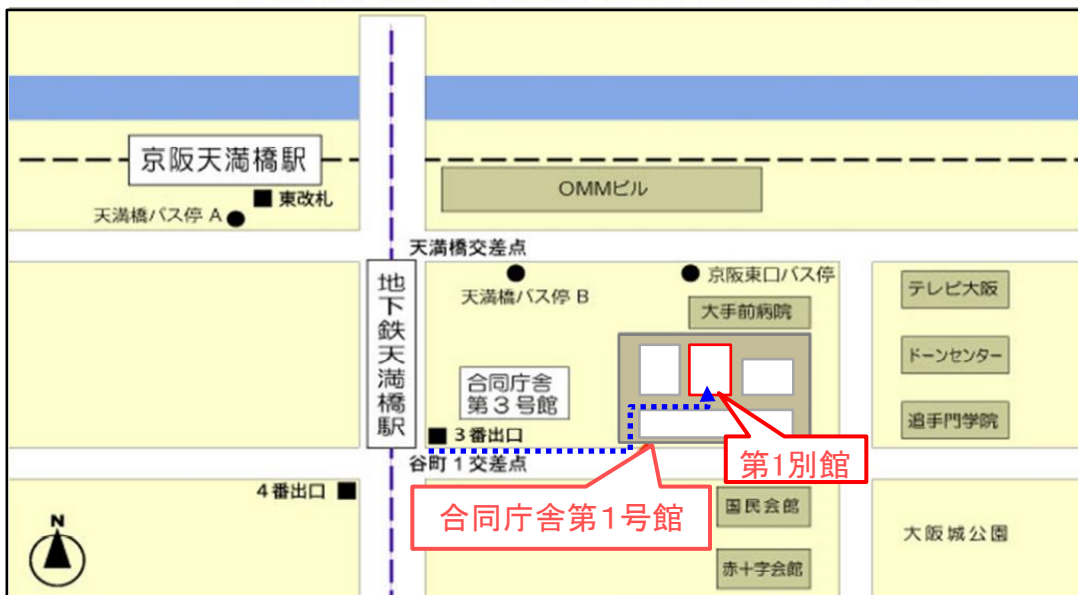 京阪天満橋駅
OMMビル
東改札
天満橋バス停 A
天満橋交差点
地下鉄天満橋駅
天満橋バス停 B
京阪東口バス停
テレビ大阪
大手前病院
ドーンセンター
合同庁舎
第3号館
追手門学院
3番出口
谷町1交差点
第1別館
4番出口
合同庁舎第1号館
国民会館
N
大阪城公園
赤十字会館